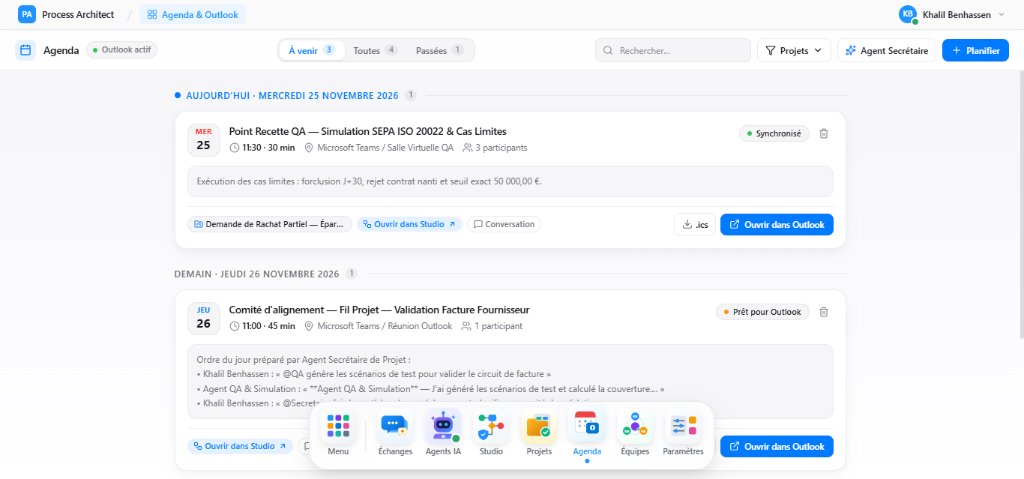 PA Process Architect / Agenda & Outlook
KB Khalil Benhassen
Agenda Outlook actif À venir 3 Toutes 4 Passées 1 Rechercher... Projets Agent Secrétaire + Planifier
AUJOURD'HUI · MERCREDI 25 NOVEMBRE 2026 1
MER
25
Point Recette QA — Simulation SEPA ISO 20022 & Cas Limites
11:30 · 30 min Microsoft Teams / Salle Virtuelle QA 3 participants
Synchronisé
Exécution des cas limites : forclusion J+30, rejet contrat nanti et seuil exact 50 000,00 €.
Demande de Rachat Partiel — Épar... Ouvrir dans Studio Conversation .ics Ouvrir dans Outlook
DEMAIN · JEUDI 26 NOVEMBRE 2026 1
JEU
26
Comité d'alignement — Fil Projet — Validation Facture Fournisseur
11:00 · 45 min Microsoft Teams / Réunion Outlook 1 participant
Prêt pour Outlook
Ordre du jour préparé par Agent Secrétaire de Projet :
• Khalil Benhassen : « @QA génère les scénarios de test pour valider le circuit de facture »
• Agent QA & Simulation : « **Agent QA & Simulation** — J'ai généré les scénarios de test et calculé la couverture... »
• Khalil Benhassen : « @Secretaire
Ouvrir dans Studio Ouvrir dans Outlook
Menu Échanges Agents IA Studio Projets Agenda Équipes Paramètres